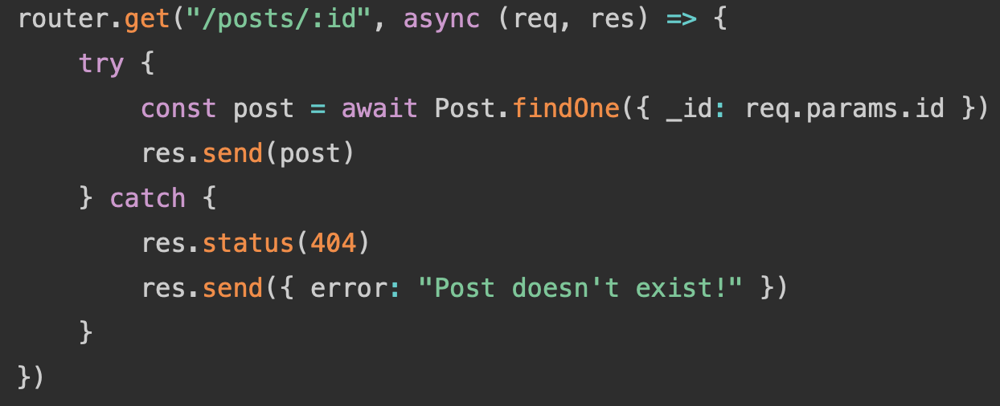 router.get("/posts/:id", async (req, res) => {
    try {
        const post = await Post.findOne({ _id: req.params.id })
        res.send(post)
    } catch {
        res.status(404)
        res.send({ error: "Post doesn't exist!" })
    }
})